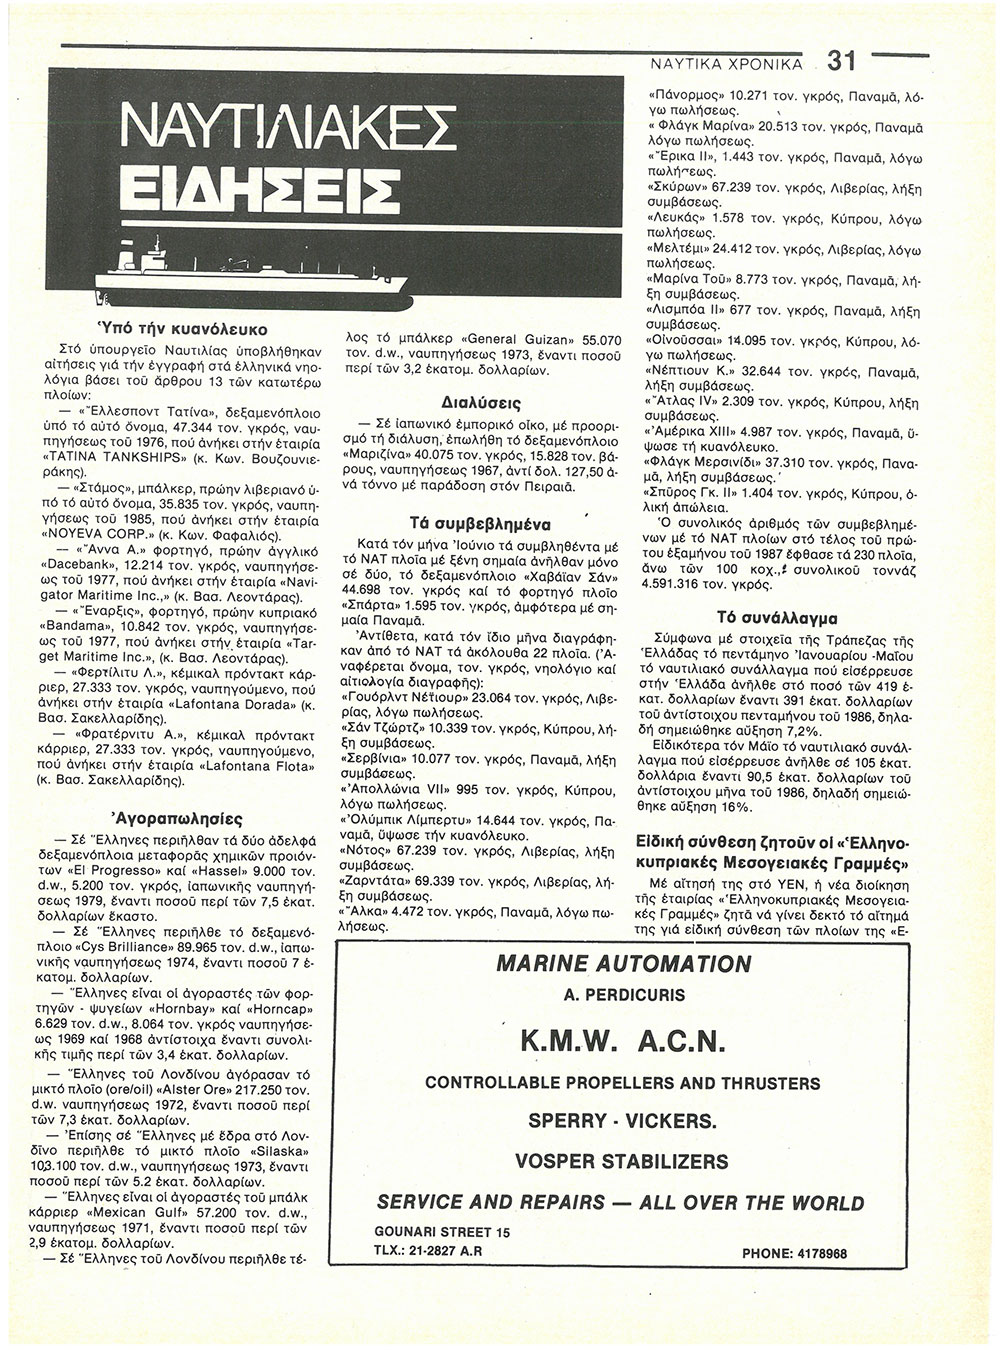 ΝΑΥΤΙΚΑ ΧΡΟΝΙΚΑ 31
ΝΑΥΤΙΛΙΑΚΕΣ
ΕΙΔΗΣΕΙΣ
Ὑπό τήν κυανόλευκο
Στό ὑπουργεῖο Ναυτιλίας ὑποβλήθηκαν
αἰτήσεις γιά τήν ἐγγραφή στά ἑλληνικά νηο-
λόγια βάσει τοῦ ἄρθρου 13 τῶν κατωτέρω
πλοίων:
— «Ἕλλεσποντ Τατίνα», δεξαμενόπλοιο
ὑπό τό αὐτό ὄνομα, 47.344 τον. γκρός, ναυ-
πηγήσεως τοῦ 1976, πού ἀνήκει στήν ἑταιρία
«TATINA TANKSHIPS» (κ. Κων. Βουζουνιε-
ράκης).
— «Στάμος», μπάλκερ, πρώην λιβεριανό ὑ-
πό τό αὐτό ὄνομα, 35.835 τον. γκρός, ναυπη-
γήσεως τοῦ 1985, πού ἀνήκει στήν ἑταιρία
«NOYEVA CORP.» (κ. Κων. Φαφαλιός).
— «Ἄννα Α.» φορτηγό, πρώην ἀγγλικό
«Dacebank», 12.214 τον. γκρός, ναυπηγήσε-
ως τοῦ 1977, πού ἀνήκει στήν ἑταιρία «Navi-
gator Maritime Inc.,» (κ. Βασ. Λεοντάρας).
— «Ἔναρξις», φορτηγό, πρώην κυπριακό
«Bandama», 10.842 τον. γκρός, ναυπηγήσε-
ως τοῦ 1977, πού ἀνήκει στήν ἑταιρία «Tar-
get Maritime Inc.», (κ. Βασ. Λεοντάρας).
— «Φερτίλιτυ Λ.», κέμικαλ πρόντακτ κάρ-
ριερ, 27.333 τον. γκρός, ναυπηγούμενο, πού
ἀνήκει στήν ἑταιρία «Lafontana Dorada» (κ.
Βασ. Σακελλαρίδης).
— «Φρατέρνιτυ Λ.», κέμικαλ πρόντακτ
κάρριερ, 27.333 τον. γκρός, ναυπηγούμενο,
πού ἀνήκει στήν ἑταιρία «Lafontana Flota»
(κ. Βασ. Σακελλαρίδης).
Ἀγοραπωλησίες
— Σέ Ἕλληνες περιῆλθαν τά δύο ἀδελφά
δεξαμενόπλοια μεταφορᾶς χημικῶν προιόν-
των «El Progresso» καί «Hassel» 9.000 τον.
d.w., 5.200 τον. γκρός, ἰαπωνικῆς ναυπηγή-
σεως 1979, ἔναντι ποσοῦ περί τῶν 7,5 ἑκατ.
δολλαρίων ἕκαστο.
— Σέ Ἕλληνες περιῆλθε τό δεξαμενό-
πλοιο «Cys Brilliance» 89.965 τον. d.w., ἰαπω-
νικῆς ναυπηγήσεως 1974, ἔναντι ποσοῦ 7 ἑ-
κατομ. δολλαρίων.
— Ἕλληνες εἶναι οἱ ἀγοραστές τῶν φορ-
τηγῶν - ψυγείων «Hornbay» καί «Horncap»
6.629 τον. d.w., 8.064 τον. γκρός ναυπηγήσε-
ως 1969 καί 1968 ἀντίστοιχα ἔναντι συνολι-
κῆς τιμῆς περί τῶν 3,4 ἑκατ. δολλαρίων.
— Ἕλληνες τοῦ Λονδίνου ἀγόρασαν τό
μικτό πλοῖο (ore/oil) «Alster Ore» 217.250 τον.
d.w. ναυπηγήσεως 1972, ἔναντι ποσοῦ περί
τῶν 7,3 ἑκατ. δολλαρίων.
— Ἐπίσης σέ Ἕλληνες μέ ἕδρα στό Λον-
δῖνο περιῆλθε τό μικτό πλοῖο «Silaska»
103.100 τον. d.w., ναυπηγήσεως 1973, ἔναντι
ποσοῦ περί τῶν 5.2 ἑκατ. δολλαρίων.
— Ἕλληνες εἶναι οἱ ἀγοραστές τοῦ μπάλκ
κάρριερ «Mexican Gulf» 57.200 τον. d.w.,
ναυπηγήσεως 1971, ἔναντι ποσοῦ περί τῶν
2,9 ἑκατομ. δολλαρίων.
— Σέ Ἕλληνες τοῦ Λονδίνου περιῆλθε τέ-
λος τό μπάλκερ «General Guizan» 55.070
τον. d.w., ναυπηγήσεως 1973, ἔναντι ποσοῦ
περί τῶν 3,2 ἑκατομ. δολλαρίων.
Διαλύσεις
— Σέ ἰαπωνικό ἐμπορικό οἶκο, μέ προορι-
σμό τή διάλυση, ἐπωλήθη τό δεξαμενόπλοιο
«Μαριζίνα» 40.075 τον. γκρός, 15.828 τον. βά-
ρους, ναυπηγήσεως 1967, ἀντί δολ. 127,50 ἀ-
νά τόννο μέ παράδοση στόν Πειραιᾶ.
Τά συμβεβλημένα
Κατά τόν μήνα Ἰούνιο τά συμβληθέντα μέ
τό ΝΑΤ πλοῖα μέ ξένη σημαία ἀνῆλθαν μόνο
σέ δύο, τό δεξαμενόπλοιο «Χαβάϊαν Σάν»
44.698 τον. γκρός καί τό φορτηγό πλοῖο
«Σπάρτα» 1.595 τον. γκρός, ἀμφότερα μέ ση-
μαία Παναμᾶ.
Ἀντίθετα, κατά τόν ἴδιο μῆνα διαγράφη-
καν ἀπό τό ΝΑΤ τά ἀκόλουθα 22 πλοῖα. (Ἀ-
ναφέρεται ὄνομα, τον. γκρός, νηολόγιο καί
αἰτιολογία διαγραφῆς):
«Γουόρλντ Νέϊτιουρ» 23.064 τον. γκρός, Λιβε-
ρίας, λόγω πωλήσεως.
«Σάν Τζώρτζ» 10.339 τον. γκρός, Κύπρου, λή-
ξη συμβάσεως.
«Σερβίνια» 10.077 τον. γκρός, Παναμᾶ, λήξη
συμβάσεως.
«Ἀπολλώνια VII» 995 τον. γκρός, Κύπρου,
λόγω πωλήσεως.
«Ὀλύμπικ Λίμπερτυ» 14.644 τον. γκρός, Πα-
ναμᾶ, ὕψωσε τήν κυανόλευκο.
«Νότος» 67.239 τον. γκρός, Λιβερίας, λήξη
συμβάσεως.
«Ζαρντάτα» 69.339 τον. γκρός, Λιβερίας, λή-
ξη συμβάσεως.
«Ἄλκα» 4.472 τον. γκρός, Παναμᾶ, λόγω πω-
λήσεως.
«Πάνορμος» 10.271 τον. γκρός, Παναμᾶ, λό-
γω πωλήσεως.
« Φλάγκ Μαρίνα» 20.513 τον. γκρός, Παναμᾶ
λόγω πωλήσεως.
«Ἔρικα ΙΙ», 1.443 τον. γκρός, Παναμᾶ, λόγω
πωλήσεως.
«Σκύρων» 67.239 τον. γκρός, Λιβερίας, λήξη
συμβάσεως.
«Λευκάς» 1.578 τον. γκρός, Κύπρου, λόγω
πωλήσεως.
«Μελτέμι» 24.412 τον. γκρός, Λιβερίας, λόγω
πωλήσεως.
«Μαρίνα Τοῦ» 8.773 τον. γκρός, Παναμᾶ, λή-
ξη συμβάσεως.
«Λισμπόα ΙΙ» 677 τον. γκρός, Παναμᾶ, λήξη
συμβάσεως.
«Οἰνοῦσσαι» 14.095 τον. γκρός, Κύπρου, λό-
γω πωλήσεως.
«Νέπτιουν Κ.» 32.644 τον. γκρός, Παναμᾶ,
λήξη συμβάσεως.
«Ἄτλας IV» 2.309 τον. γκρός, Κύπρου, λήξη
συμβάσεως.
«Ἀμέρικα ΧΙΙΙ» 4.987 τον. γκρός, Παναμᾶ, ὕ-
ψωσε τή κυανόλευκο.
«Φλάγκ Μερσινίδι» 37.310 τον. γκρός, Πανα-
μᾶ, λήξη συμβάσεως.
«Σπῦρος Γκ. ΙΙ» 1.404 τον. γκρός, Κύπρου, ὁ-
λική ἀπώλεια.
Ὁ συνολικός ἀριθμός τῶν συμβεβλημέ-
νων μέ τό ΝΑΤ πλοίων στό τέλος τοῦ πρώ-
του ἑξαμήνου τοῦ 1987 ἔφθασε τά 230 πλοῖα,
ἄνω τῶν 100 κοχ., συνολικοῦ τοννάζ
4.591.316 τον. γκρός.
Τό συνάλλαγμα
Σύμφωνα μέ στοιχεῖα τῆς Τράπεζας τῆς
Ἑλλάδας τό πεντάμηνο Ἰανουαρίου -Μαΐου
τό ναυτιλιακό συνάλλαγμα πού εἰσέρρευσε
στήν Ἑλλάδα ἀνῆλθε στό ποσό τῶν 419 ἑ-
κατ. δολλαρίων ἔναντι 391 ἑκατ. δολλαρίων
τοῦ ἀντίστοιχου πενταμήνου τοῦ 1986, δηλα-
δή σημειώθηκε αὔξηση 7,2%.
Εἰδικότερα τόν Μάϊο τό ναυτιλιακό συνάλ-
λαγμα πού εἰσέρρευσε ἀνῆλθε σέ 105 ἑκατ.
δολλάρια ἔναντι 90,5 ἑκατ. δολλαρίων τοῦ
ἀντίστοιχου μῆνα τοῦ 1986, δηλαδή σημειώ-
θηκε αὔξηση 16%.
Εἰδική σύνθεση ζητοῦν οἱ «Ἑλληνο-
κυπριακές Μεσογειακές Γραμμές»
Μέ αἴτησή της στό ΥΕΝ, ἡ νέα διοίκηση
τῆς ἑταιρίας «Ἑλληνοκυπριακές Μεσογεια-
κές Γραμμές» ζητᾶ νά γίνει δεκτό τό αἴτημά
της γιά εἰδική σύνθεση τῶν πλοίων της «Ε-
MARINE AUTOMATION
A. PERDICURIS
K.M.W. A.C.N.
CONTROLLABLE PROPELLERS AND THRUSTERS
SPERRY - VICKERS.
VOSPER STABILIZERS
SERVICE AND REPAIRS — ALL OVER THE WORLD
GOUNARI STREET 15
TLX.: 21-2827 A.R
PHONE: 4178968